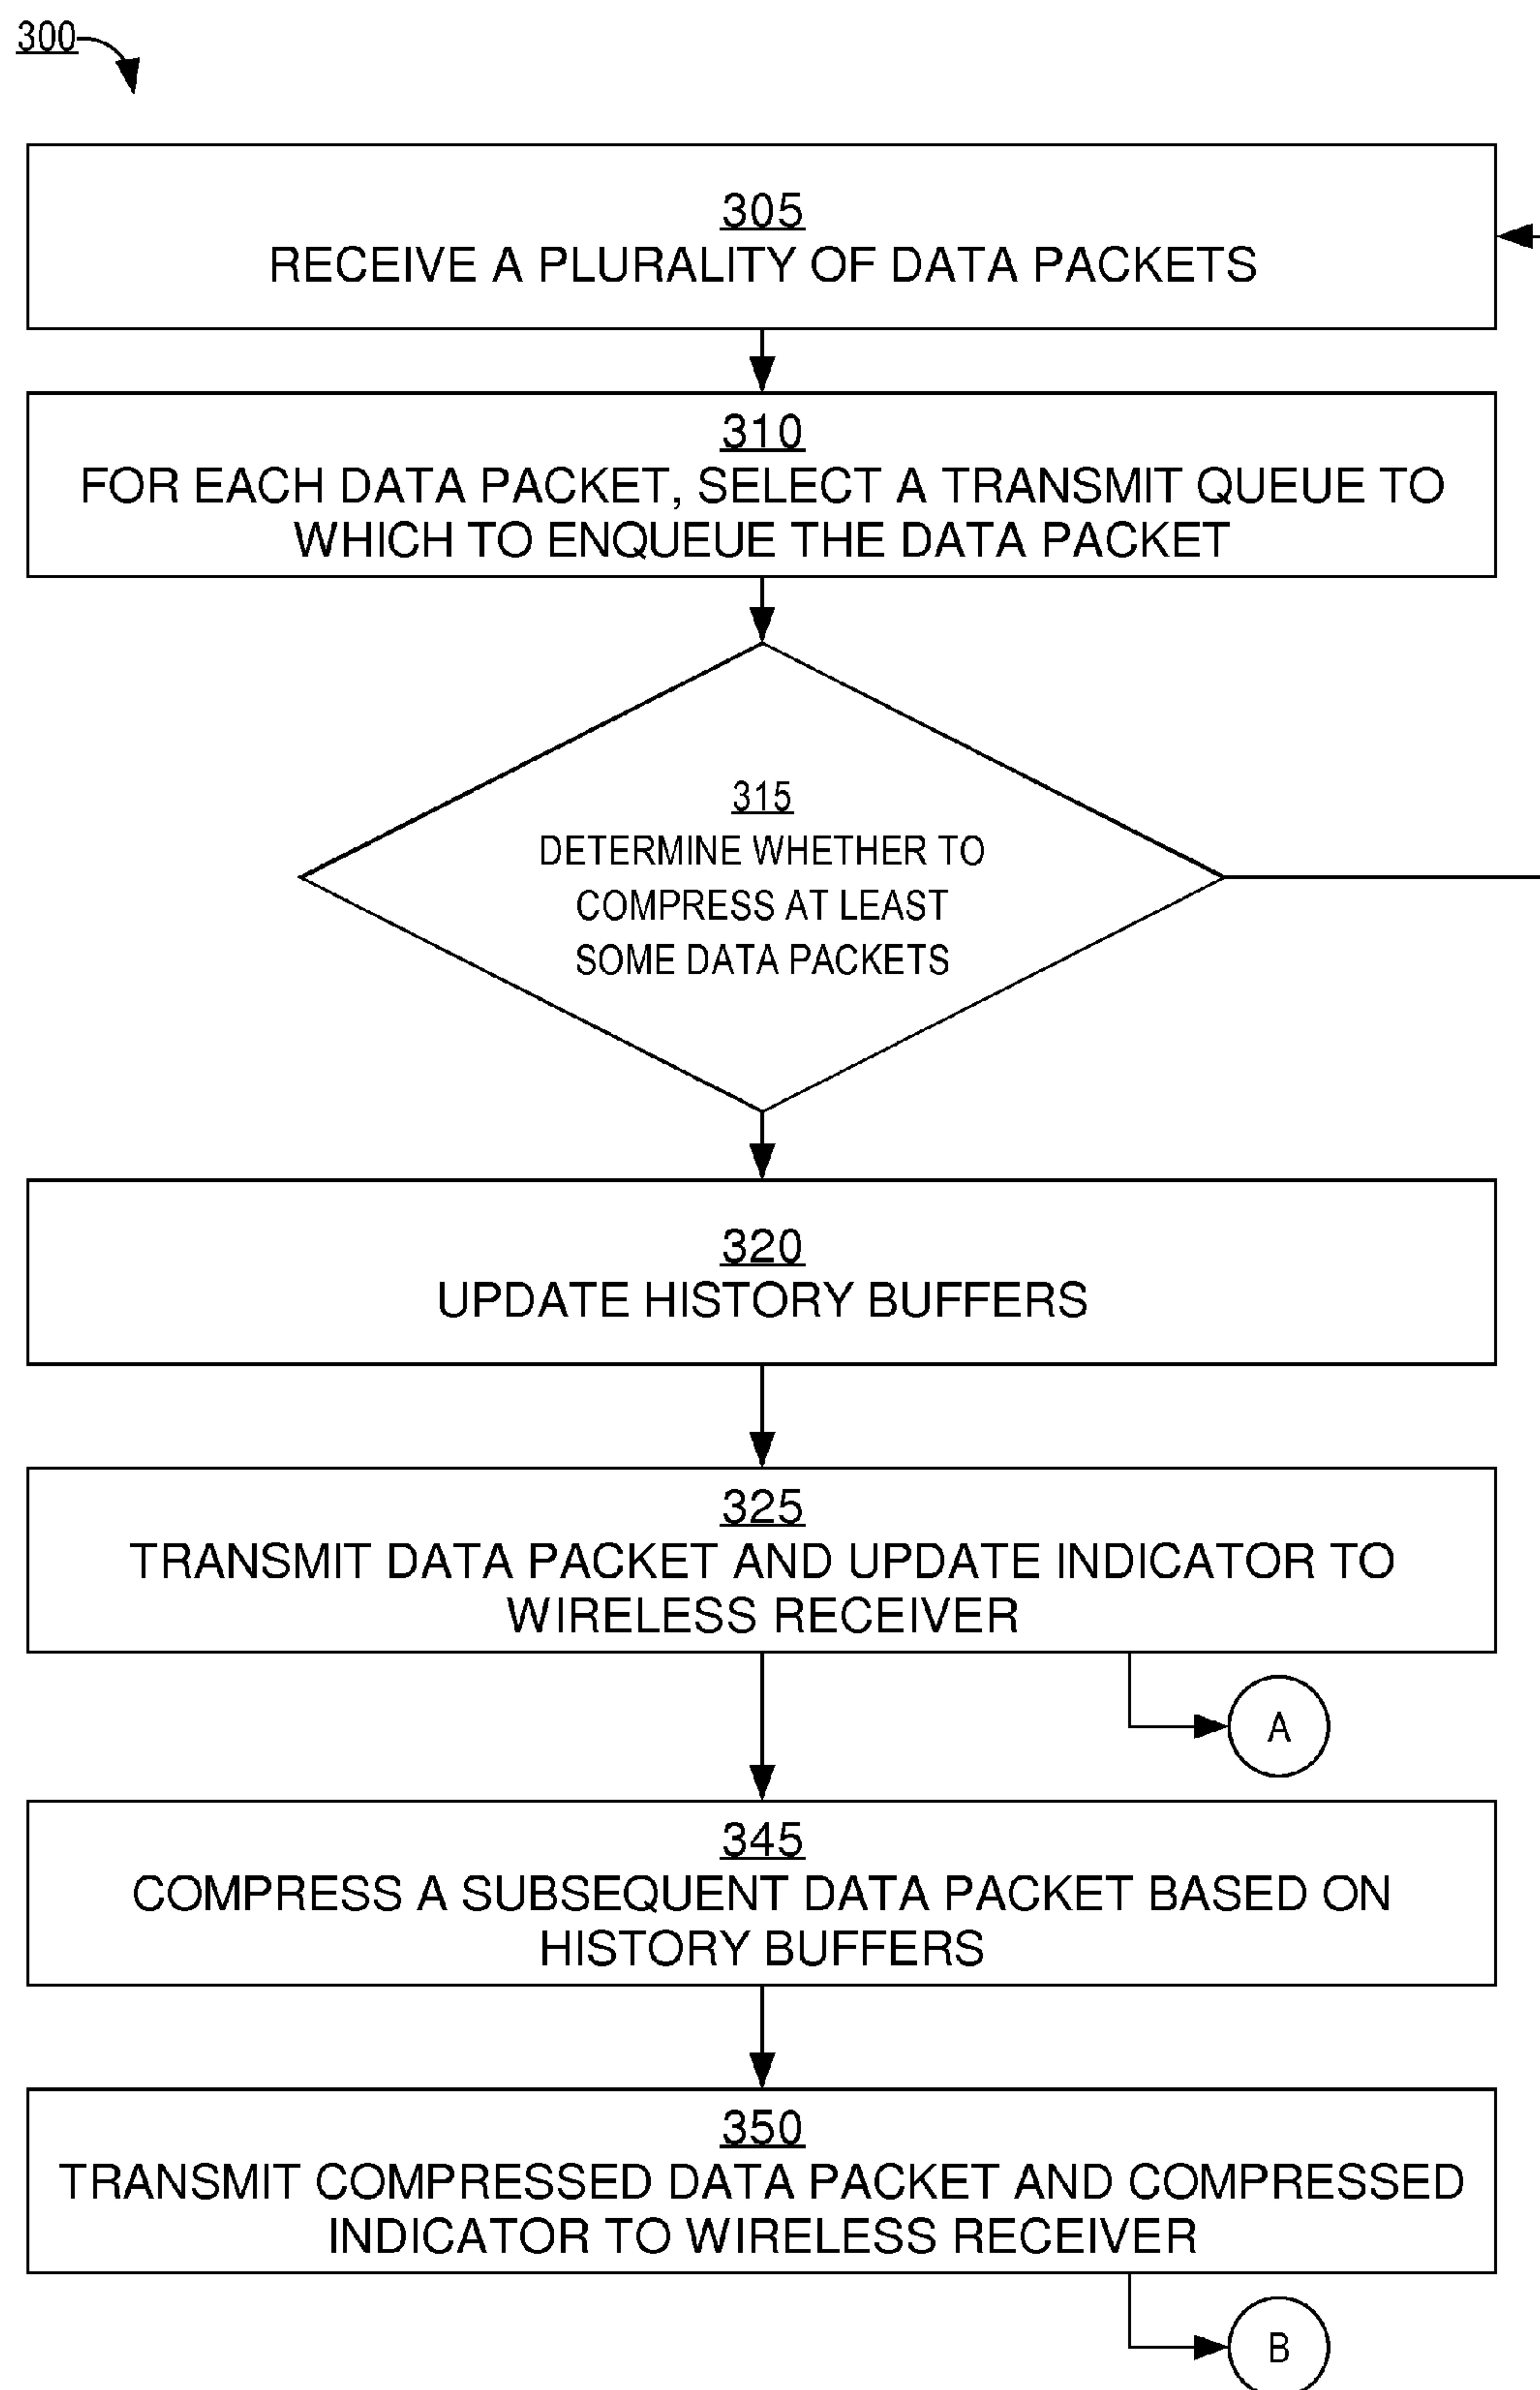 300
305
RECEIVE A PLURALITY OF DATA PACKETS
310
FOR EACH DATA PACKET, SELECT A TRANSMIT QUEUE TO
WHICH TO ENQUEUE THE DATA PACKET
315
DETERMINE WHETHER TO
COMPRESS AT LEAST
SOME DATA PACKETS
320
UPDATE HISTORY BUFFERS
325
TRANSMIT DATA PACKET AND UPDATE INDICATOR TO
WIRELESS RECEIVER
A
345
COMPRESS A SUBSEQUENT DATA PACKET BASED ON
HISTORY BUFFERS
350
TRANSMIT COMPRESSED DATA PACKET AND COMPRESSED
INDICATOR TO WIRELESS RECEIVER
B